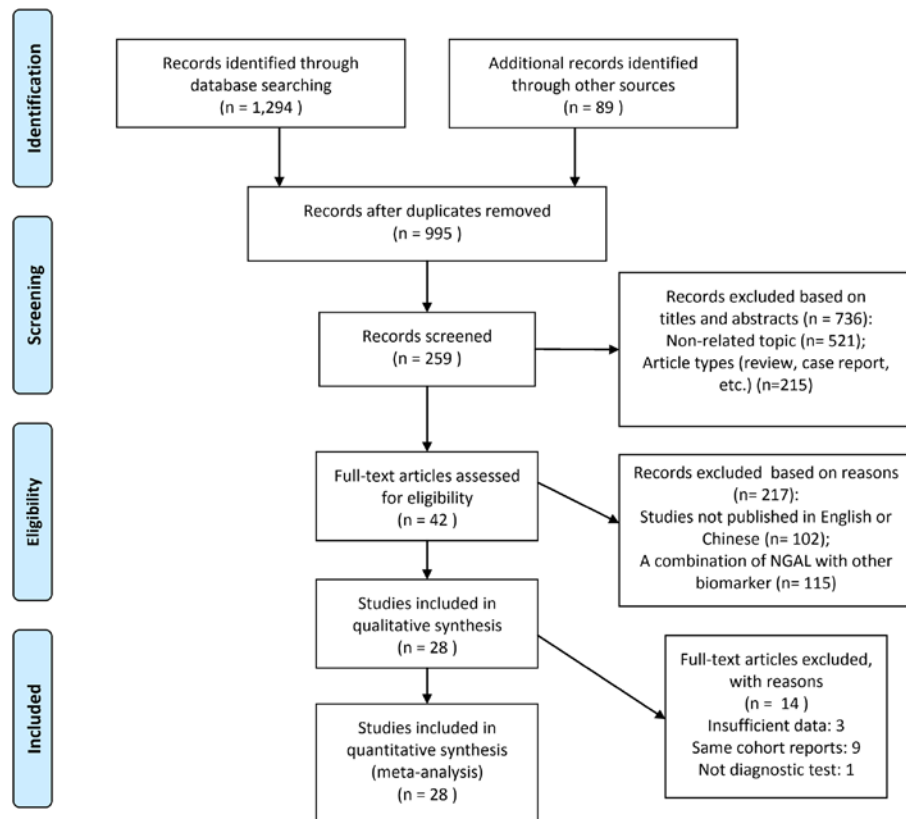 Identification
Records identified through
database searching
(n = 1,294 )
Additional records identified
through other sources
(n = 89 )
Records after duplicates removed
(n = 995 )
Screening
Records screened
(n = 259 )
Records excluded based on
titles and abstracts (n = 736):
Non-related topic (n= 521);
Article types (review, case report,
etc.) (n=215)
Eligibility
Full-text articles assessed
for eligibility
(n = 42 )
Records excluded based on reasons
(n= 217):
Studies not published in English or
Chinese (n= 102);
A combination of NGAL with other
biomarker (n= 115)
Studies included in
qualitative synthesis
(n = 28 )
Included
Full-text articles excluded,
with reasons
(n = 14 )
Insufficient data: 3
Same cohort reports: 9
Not diagnostic test: 1
Studies included in
quantitative synthesis
(meta-analysis)
(n = 28 )